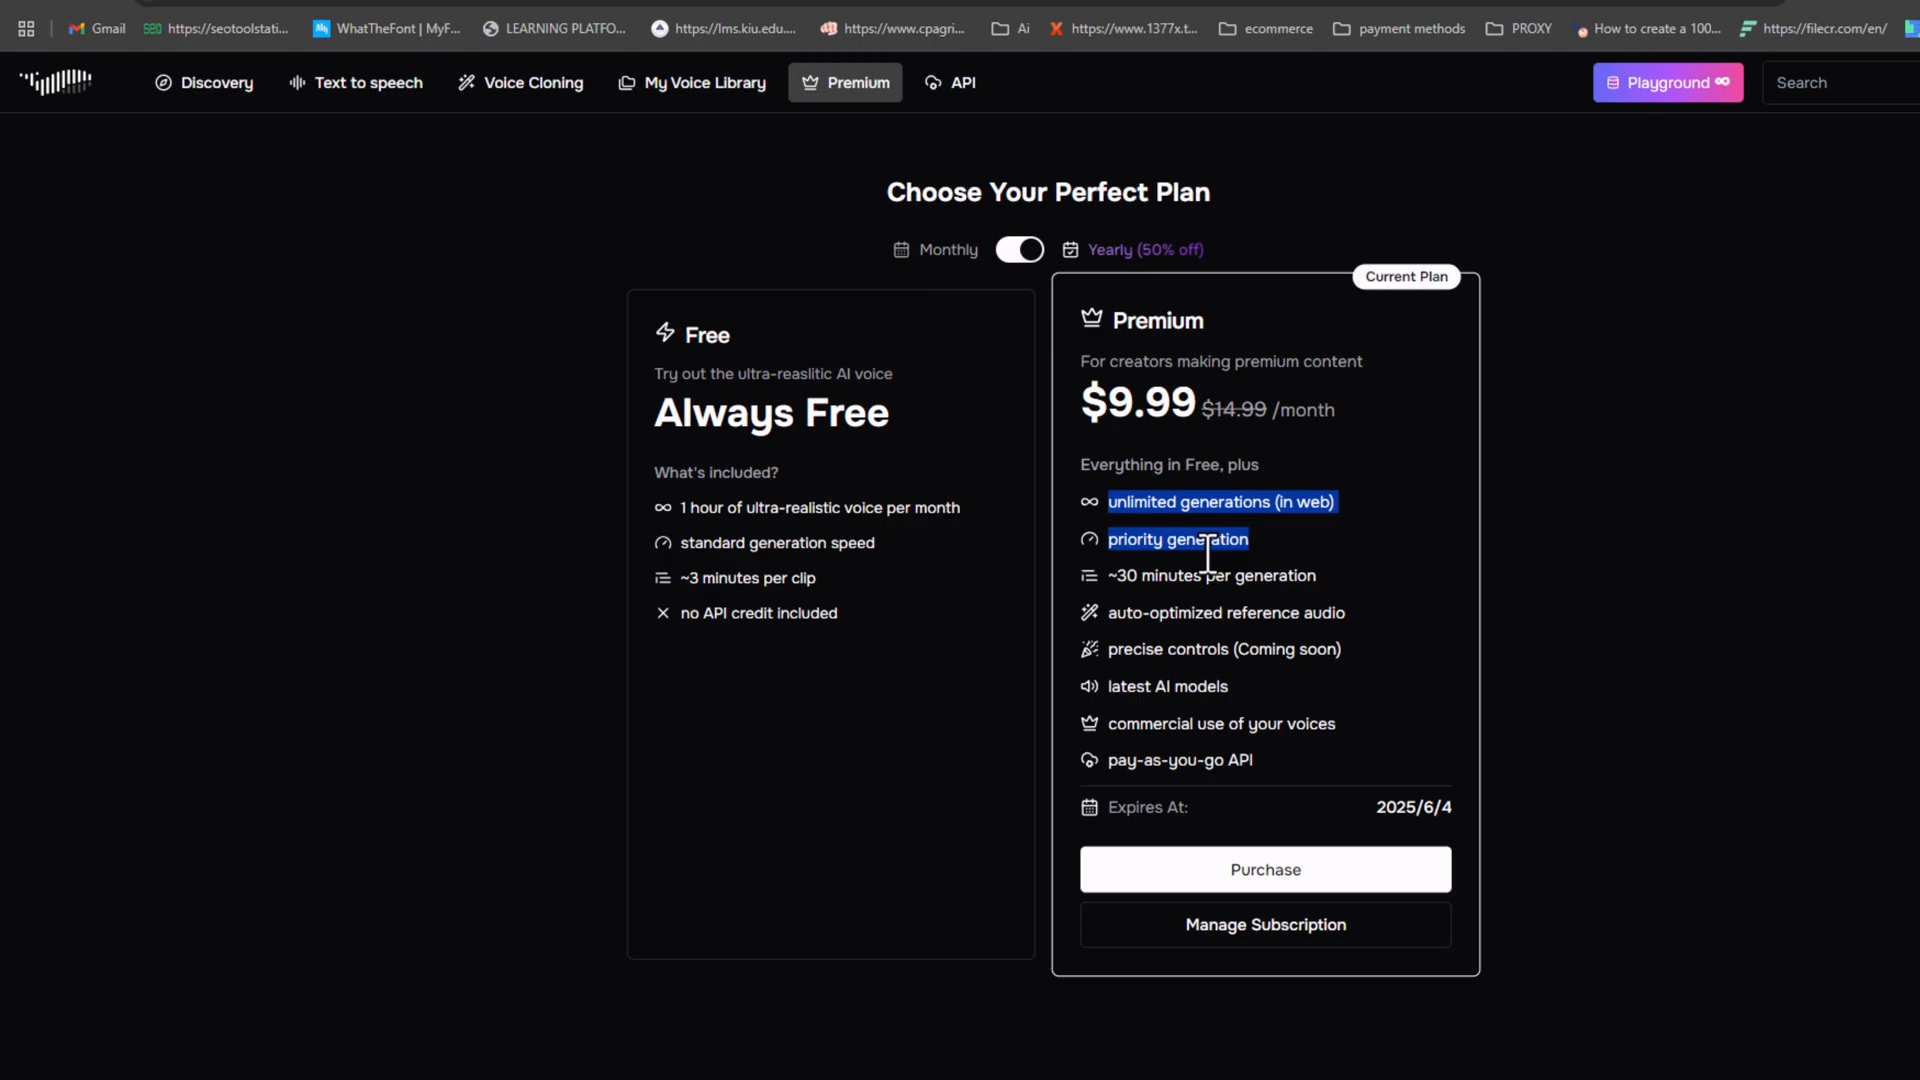 Gmail
https://seotoolstati...
WhatTheFont | MyF...
LEARNING PLATFO...
https://lms.kiu.edu....
https://www.cpagri...
Ai
https://www.1377x.t...
ecommerce
payment methods
PROXY
How to create a 100...
https://filecr.com/en/
Discovery
Text to speech
Voice Cloning
My Voice Library
Premium
API
Playground ∞
Search
Choose Your Perfect Plan
Monthly
Yearly (50% off)
Current Plan
Free
Try out the ultra-reaslitic AI voice
Always Free
What's included?
1 hour of ultra-realistic voice per month
standard generation speed
~3 minutes per clip
no API credit included
Premium
For creators making premium content
$9.99 $14.99 /month
Everything in Free, plus
unlimited generations (in web)
priority generation
~30 minutes per generation
auto-optimized reference audio
precise controls (Coming soon)
latest AI models
commercial use of your voices
pay-as-you-go API
Expires At: 2025/6/4
Purchase
Manage Subscription